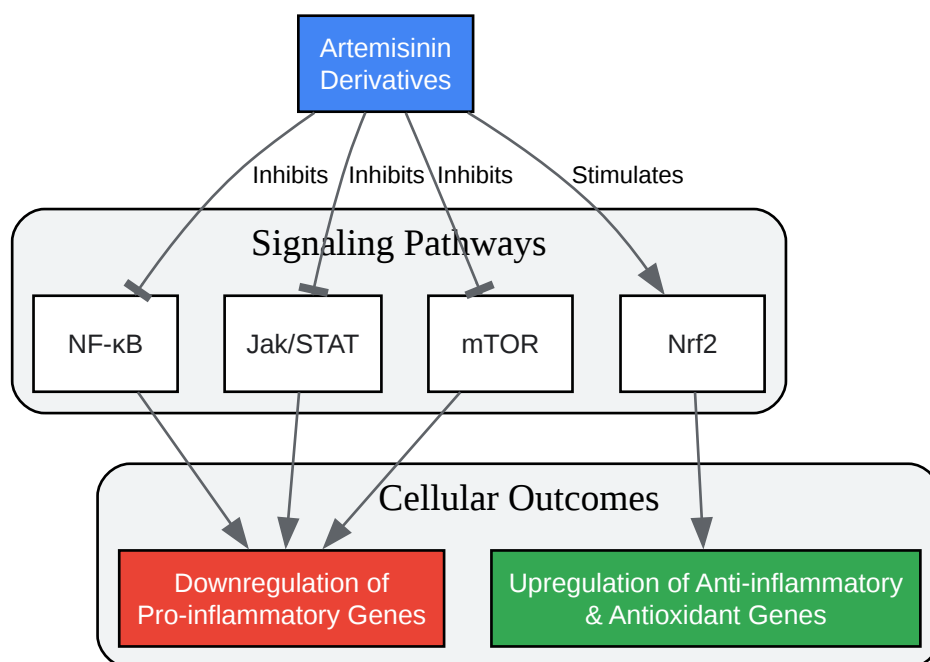 Artemisinin
Derivatives
Inhibits
Inhibits
Inhibits
Stimulates
Signaling Pathways
NF-κB
Jak/STAT
mTOR
Nrf2
Cellular Outcomes
Downregulation of
Pro-inflammatory Genes
Upregulation of Anti-inflammatory
& Antioxidant Genes